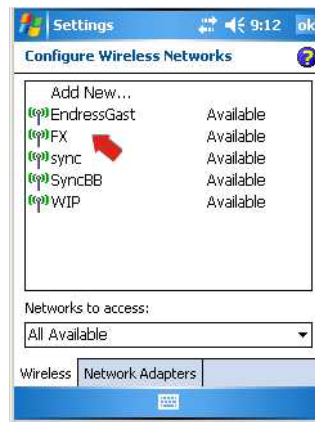 Settings 9:12 ok
Configure Wireless Networks
Add New...
EndressGast Available
FX Available
sync Available
SyncBB Available
WIP Available
Networks to access:
All Available
Wireless Network Adapters